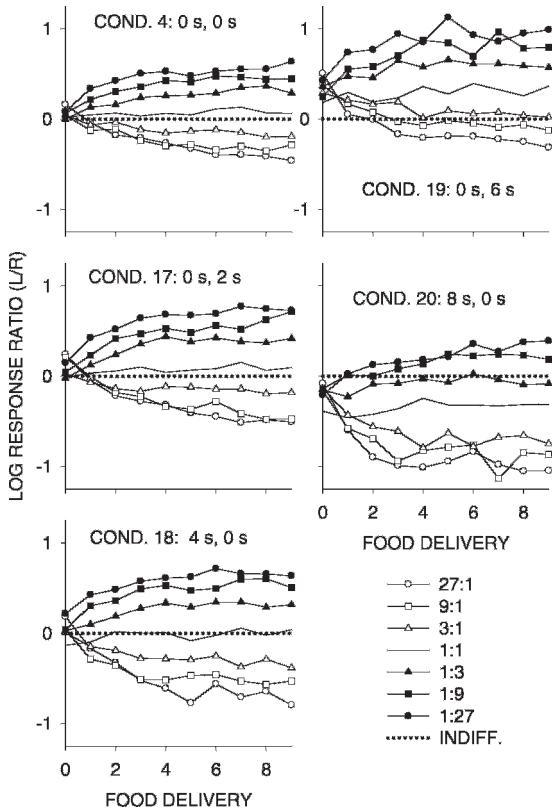 COND. 4: 0 s, 0 s
1
0
-1
1
0
-1
COND. 19: 0 s, 6 s
LOG RESPONSE RATIO (L/R)
COND. 17: 0 s, 2 s
1
0
-1
COND. 20: 8 s, 0 s
1
0
-1
0 2 4 6 8
FOOD DELIVERY
COND. 18: 4 s, 0 s
1
0
-1
0 2 4 6 8
FOOD DELIVERY
27:1
9:1
3:1
1:1
1:3
1:9
1:27
INDIFF.